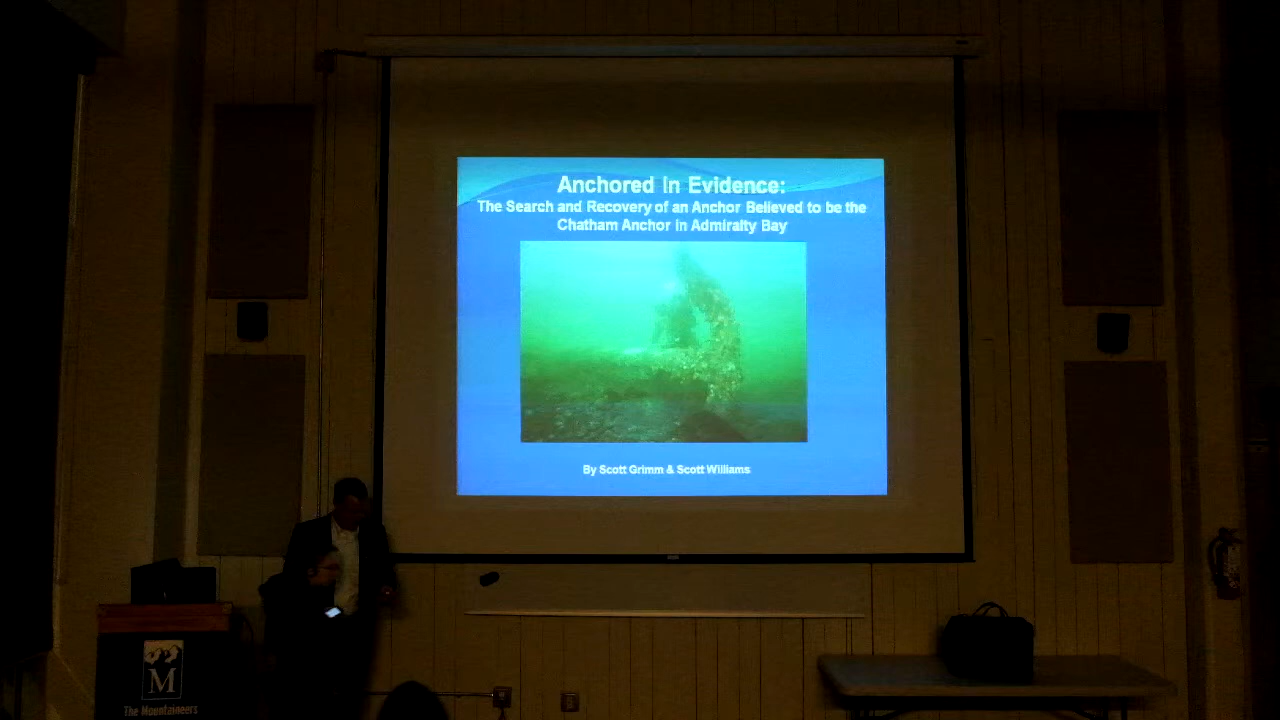 Anchored in Evidence:
The Search and Recovery of an Anchor Believed to be the
Chatham Anchor in Admiralty Bay
By Scott Grimm & Scott Williams
M
The Mountaineers